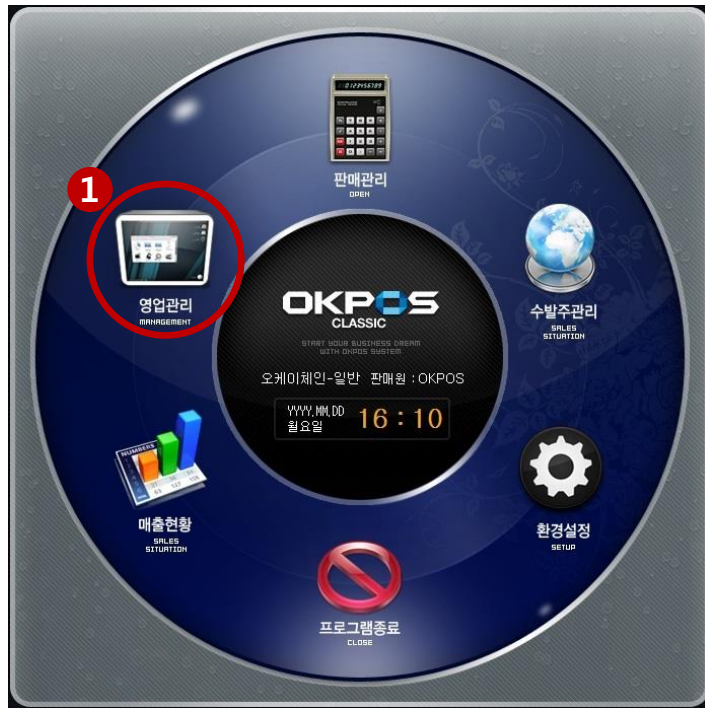 0123456789
판매관리
OPEN
1
영업관리
MANAGEMENT
수발주관리
SALES
SITUATION
OKPOS
CLASSIC
START YOUR BUSINESS DREAM
WITH OKPOS SYSTEM
오케이체인-일반 판매원 : OKPOS
YYYY.MM.DD
월요일
16 : 10
NUMBERS
매출현황
SALES
SITUATION
환경설정
SETUP
프로그램종료
CLOSE